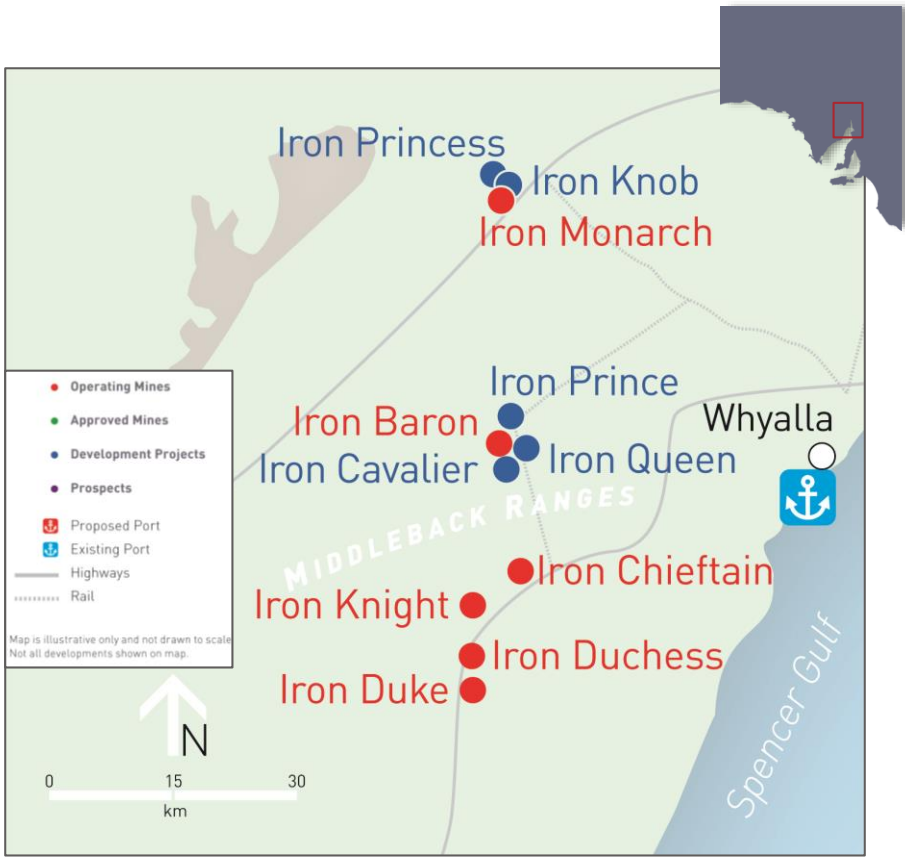 Iron Princess
Iron Knob
Iron Monarch
Iron Prince
Iron Baron
Whyalla
Iron Cavalier
Iron Queen
MIDDLEBACK RANGES
Iron Chieftain
Iron Knight
Iron Duchess
Iron Duke
Spencer Gulf
Operating Mines
Approved Mines
Development Projects
Prospects
Proposed Port
Existing Port
Highways
Rail
Map is illustrative only and not drawn to scale
Not all developments shown on map.
N
0 15 30
km